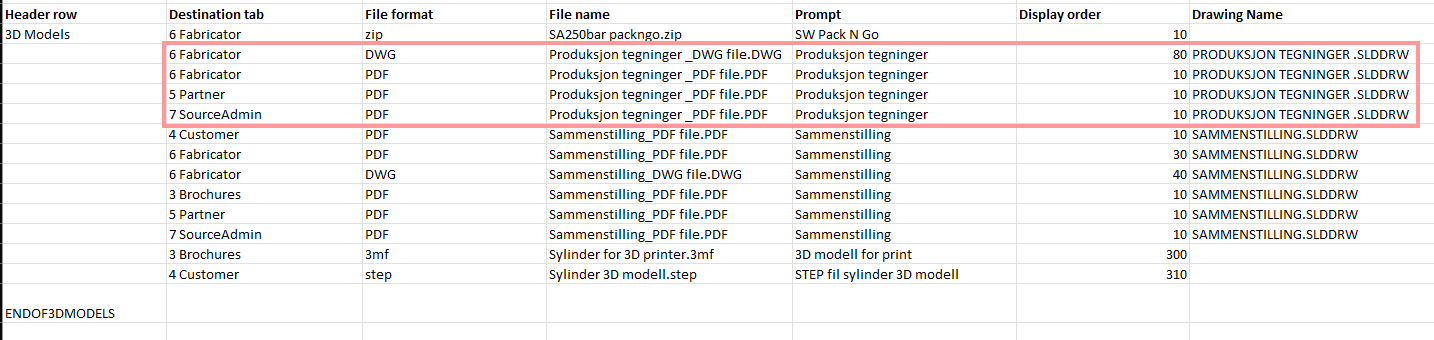 Header row Destination tab File format File name Prompt Display order Drawing Name
3D Models 6 Fabricator zip SA250bar packngo.zip SW Pack N Go 10
6 Fabricator DWG Produksjon tegninger _DWG file.DWG Produksjon tegninger 80 PRODUKSJON TEGNINGER .SLDDRW
6 Fabricator PDF Produksjon tegninger _PDF file.PDF Produksjon tegninger 10 PRODUKSJON TEGNINGER .SLDDRW
5 Partner PDF Produksjon tegninger _PDF file.PDF Produksjon tegninger 10 PRODUKSJON TEGNINGER .SLDDRW
7 SourceAdmin PDF Produksjon tegninger _PDF file.PDF Produksjon tegninger 10 PRODUKSJON TEGNINGER .SLDDRW
4 Customer PDF Sammenstilling_PDF file.PDF Sammenstilling 10 SAMMENSTILLING.SLDDRW
6 Fabricator PDF Sammenstilling_PDF file.PDF Sammenstilling 30 SAMMENSTILLING.SLDDRW
6 Fabricator DWG Sammenstilling_DWG file.DWG Sammenstilling 40 SAMMENSTILLING.SLDDRW
3 Brochures PDF Sammenstilling_PDF file.PDF Sammenstilling 10 SAMMENSTILLING.SLDDRW
5 Partner PDF Sammenstilling_PDF file.PDF Sammenstilling 10 SAMMENSTILLING.SLDDRW
7 SourceAdmin PDF Sammenstilling_PDF file.PDF Sammenstilling 10 SAMMENSTILLING.SLDDRW
3 Brochures 3mf Sylinder for 3D printer.3mf 3D modell for print 300
4 Customer step Sylinder 3D modell.step STEP fil sylinder 3D modell 310
ENDOF3DMODELS